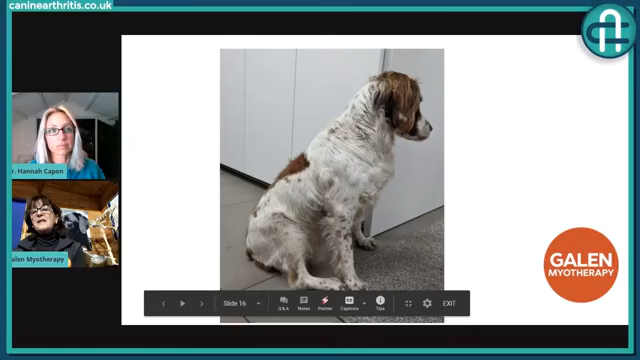 caninearthritis.co.uk
r. Hannah Capon
alen Myotherapy
GALEN
MYOTHERAPY
Slide 16
Q & A
Notes
Pointer
Captions
Tips
EXIT